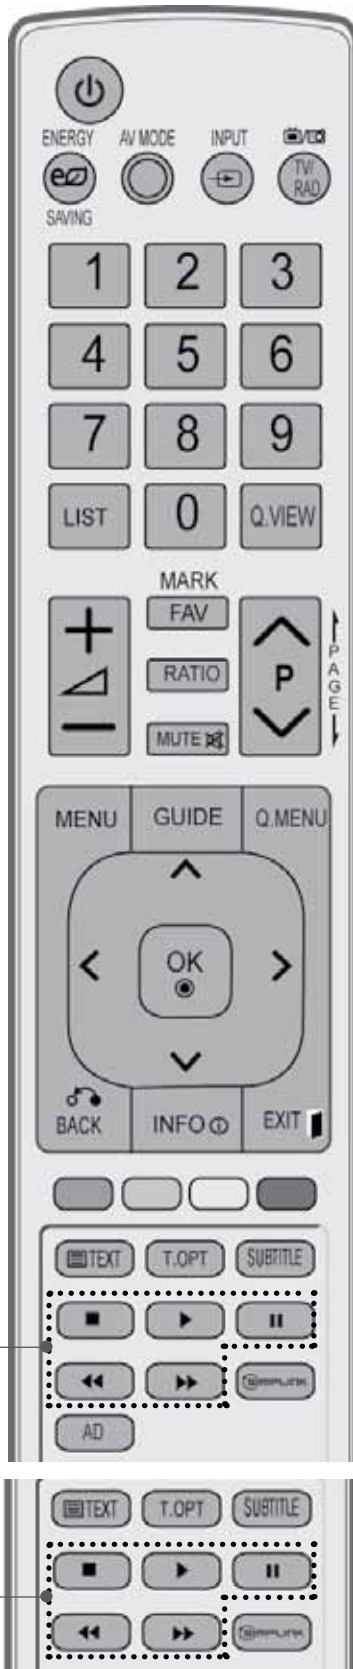 ENERGY AV MODE INPUT
TV/
RAD
SAVING
1 2 3
4 5 6
7 8 9
LIST 0 Q.VIEW
MARK
FAV
RATIO
P
PAGE
MUTE
MENU GUIDE Q.MENU
OK
BACK INFO EXIT
TEXT T.OPT SUBTITLE
SIMPLINK
AD
TEXT T.OPT SUBTITLE
SIMPLINK